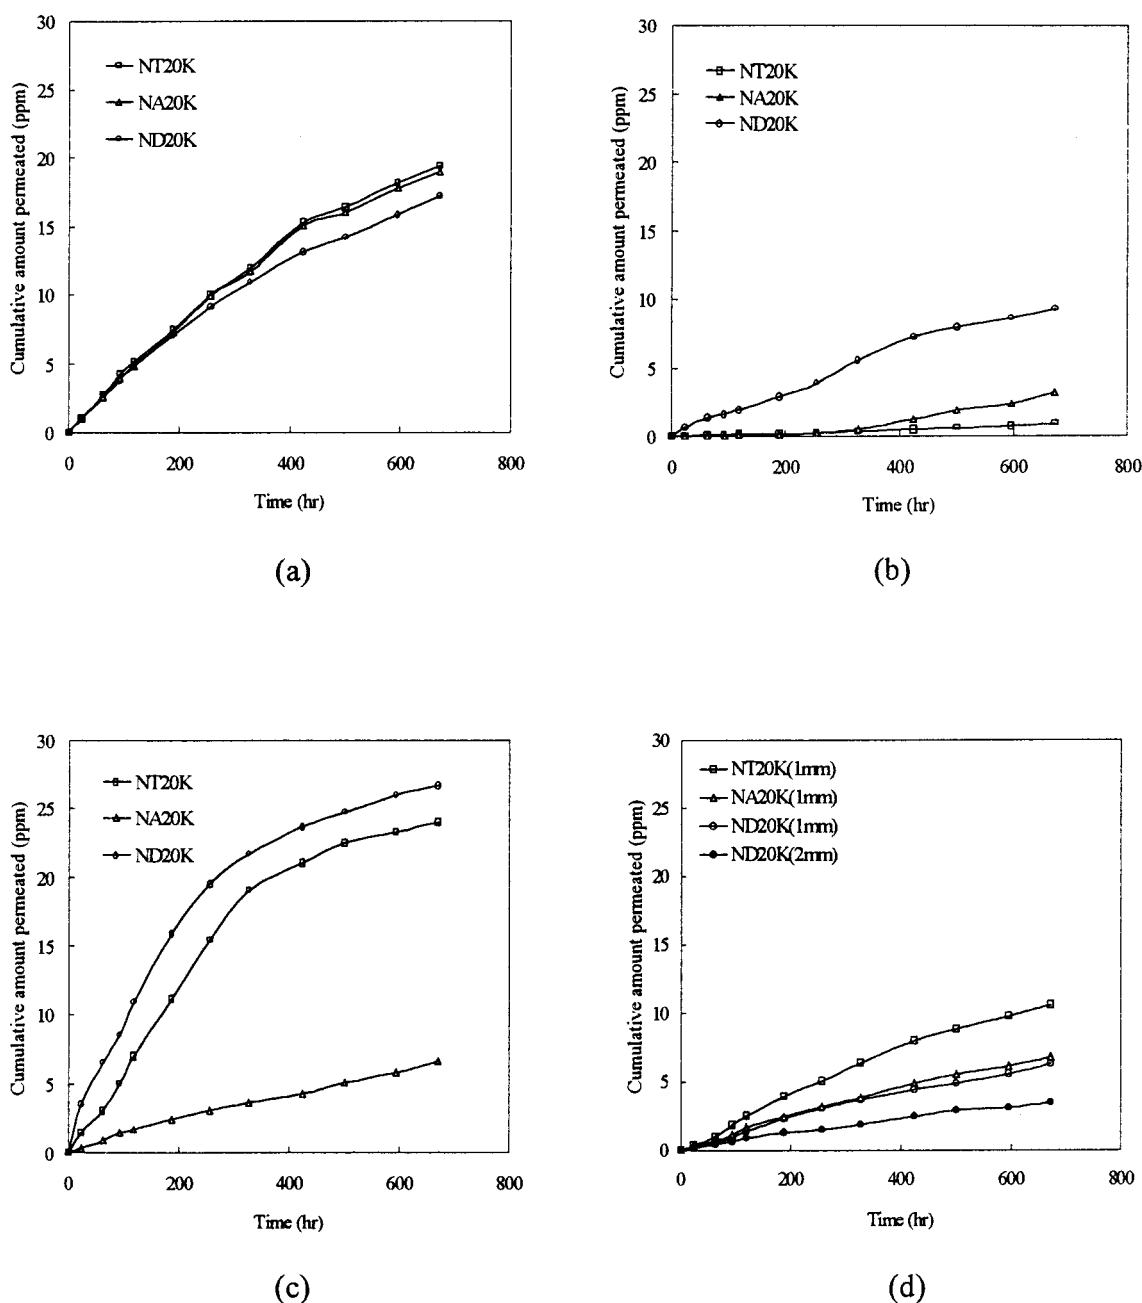 30
25
20
15
10
5
0
Cumulative amount permeated (ppm)
NT20K
NA20K
ND20K
0 200 400 600 800
Time (hr)
(a)
30
25
20
15
10
5
0
Cumulative amount permeated (ppm)
NT20K
NA20K
ND20K
0 200 400 600 800
Time (hr)
(b)
30
25
20
15
10
5
0
Cumulative amount permeated (ppm)
NT20K
NA20K
ND20K
0 200 400 600 800
Time (hr)
(c)
30
25
20
15
10
5
0
Cumulative amount permeated (ppm)
NT20K(1mm)
NA20K(1mm)
ND20K(1mm)
ND20K(2mm)
0 200 400 600 800
Time (hr)
(d)